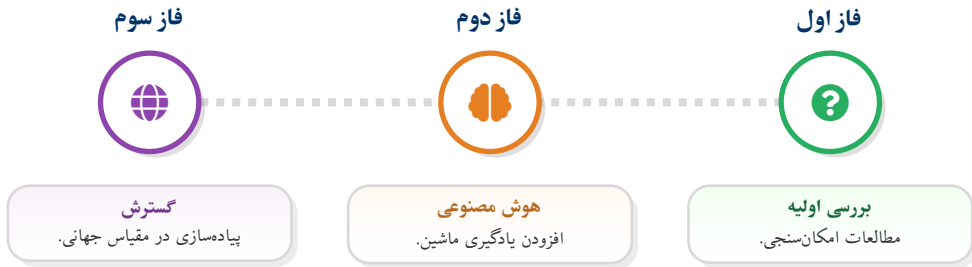 فاز اول
فاز دوم
فاز سوم
?
بررسی اولیه
مطالعات امکان‌سنجی.
هوش مصنوعی
افزودن یادگیری ماشین.
گسترش
پیاده‌سازی در مقیاس جهانی.